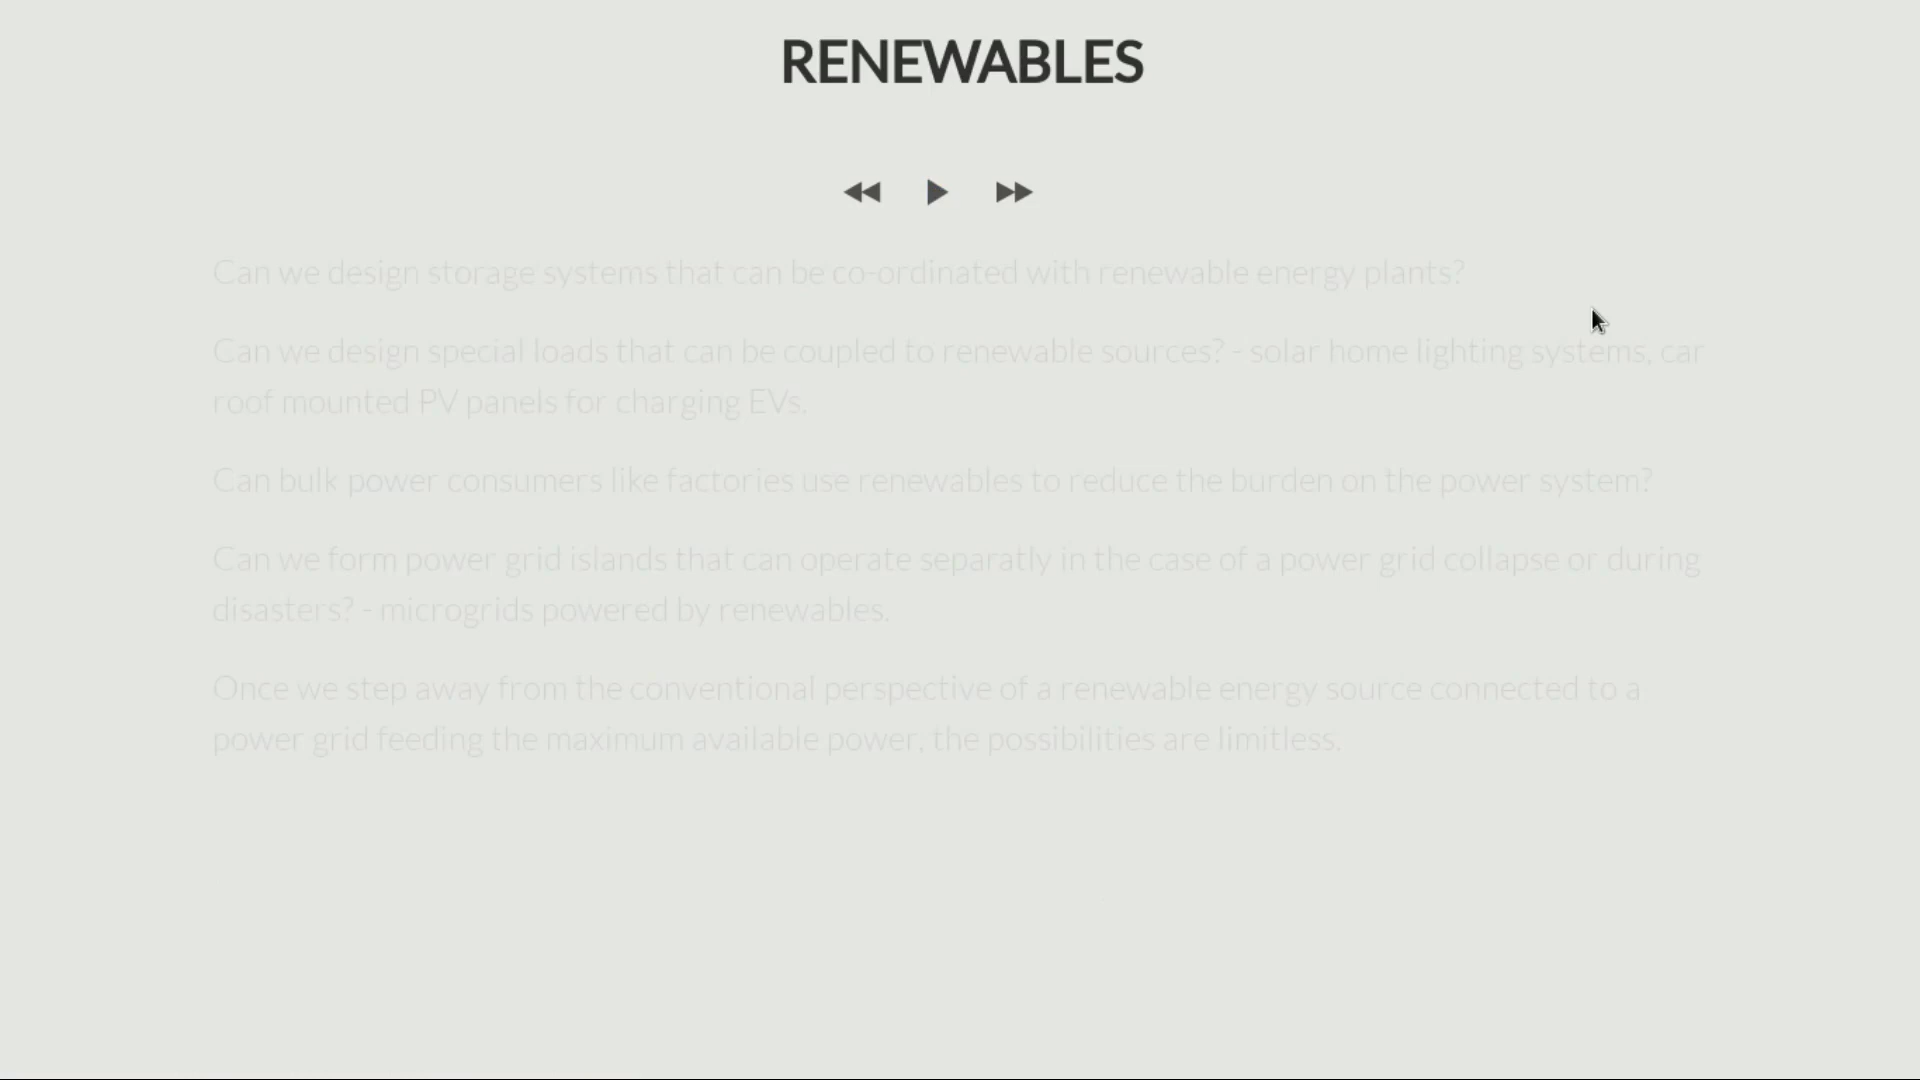 RENEWABLES
Can we design storage systems that can be co-ordinated with renewable energy plants?
Can we design special loads that can be coupled to renewable sources? - solar home lighting systems, car
roof mounted PV panels for charging EVs.
Can bulk power consumers like factories use renewables to reduce the burden on the power system?
Can we form power grid islands that can operate separatly in the case of a power grid collapse or during
disasters? - microgrids powered by renewables.
Once we step away from the conventional perspective of a renewable energy source connected to a
power grid feeding the maximum available power, the possibilities are limitless.